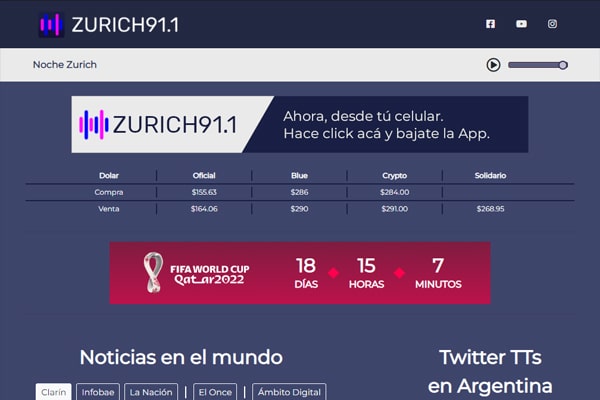 ZURICH91.1
Noche Zurich
ZURICH91.1
Ahora, desde tú celular.
Hace click acá y bajate la App.
Dolar Oficial Blue Crypto Solidario
Compra $155.63 $286 $284.00
Venta $164.06 $290 $291.00 $268.95
FIFA WORLD CUP
Qatar2022
18 15 7
DÍAS HORAS MINUTOS
Noticias en el mundo
Clarín Infobae La Nación El Once Ámbito Digital
Twitter TTs
en Argentina